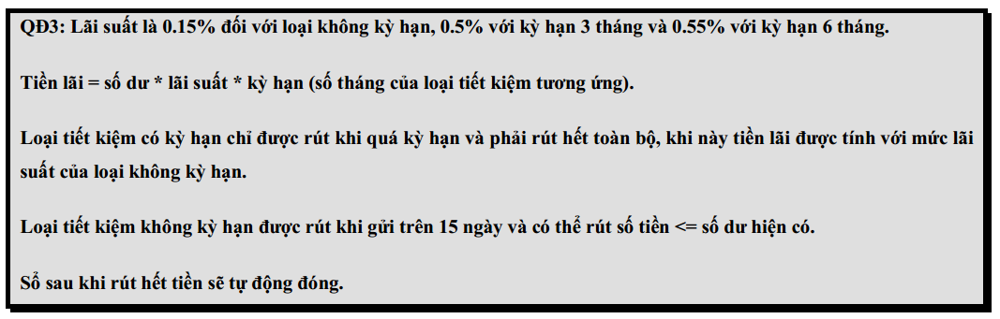 QĐ3: Lãi suất là 0.15% đối với loại không kỳ hạn, 0.5% với kỳ hạn 3 tháng và 0.55% với kỳ hạn 6 tháng.
Tiền lãi = số dư * lãi suất * kỳ hạn (số tháng của loại tiết kiệm tương ứng).
Loại tiết kiệm có kỳ hạn chỉ được rút khi quá kỳ hạn và phải rút hết toàn bộ, khi này tiền lãi được tính với mức lãi
suất của loại không kỳ hạn.
Loại tiết kiệm không kỳ hạn được rút khi gửi trên 15 ngày và có thể rút số tiền <= số dư hiện có.
Sổ sau khi rút hết tiền sẽ tự động đóng.